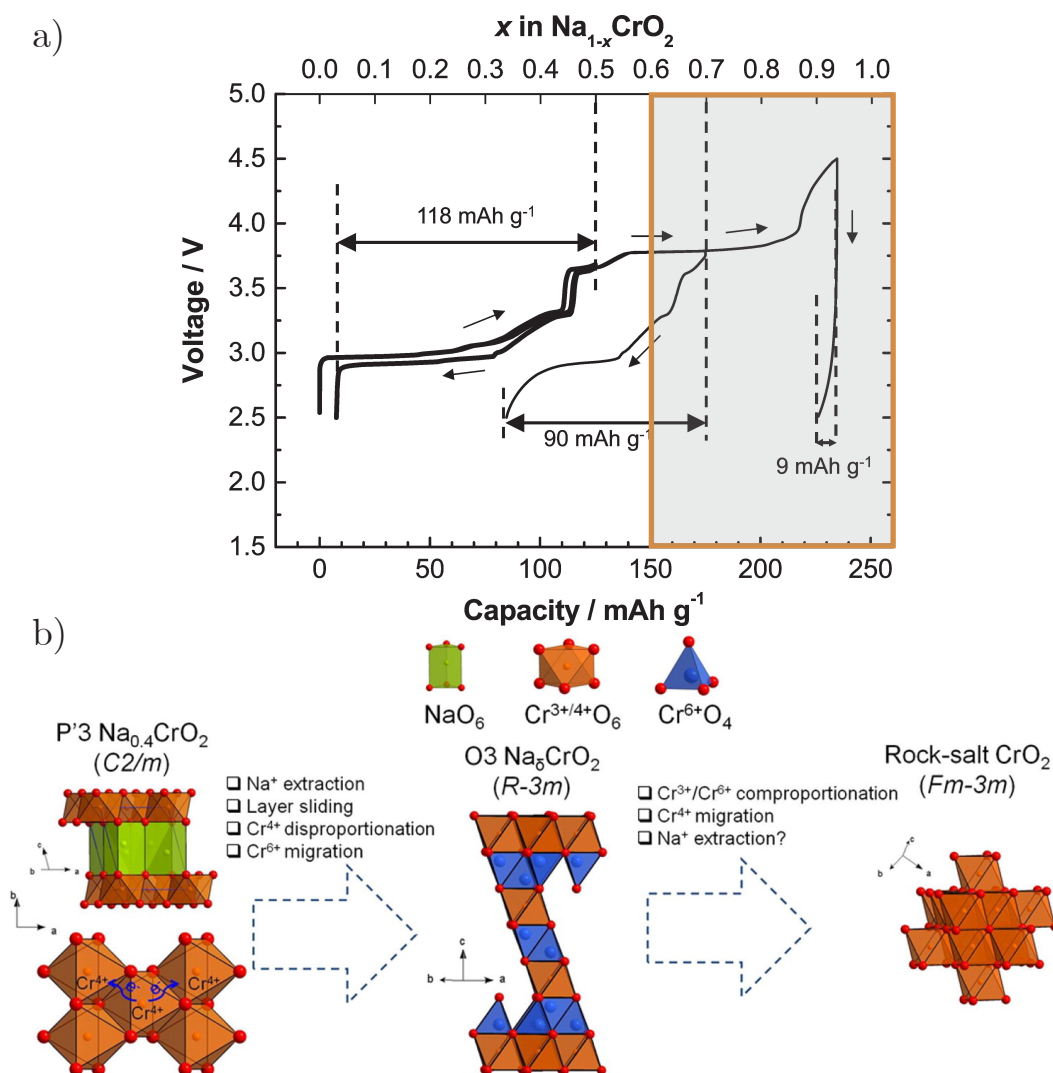 a)
x in Na1-xCrO2
0.0 0.1 0.2 0.3 0.4 0.5 0.6 0.7 0.8 0.9 1.0
5.0
4.5
4.0
3.5
3.0
2.5
2.0
1.5
Voltage / V
118 mAh g-1
90 mAh g-1
9 mAh g-1
0 50 100 150 200 250
Capacity / mAh g-1
b)
NaO6 Cr3+/4+O6 Cr6+O4
P'3 Na0.4CrO2
(C2/m)
Na+ extraction
Layer sliding
Cr4+ disproportionation
Cr6+ migration
O3 NaδCrO2
(R-3m)
Cr3+/Cr6+ comproportionation
Cr4+ migration
Na+ extraction?
Rock-salt CrO2
(Fm-3m)
c
b a
b
a
Cr4+ e- e- Cr4+
Cr4+
c
b a
c
b a